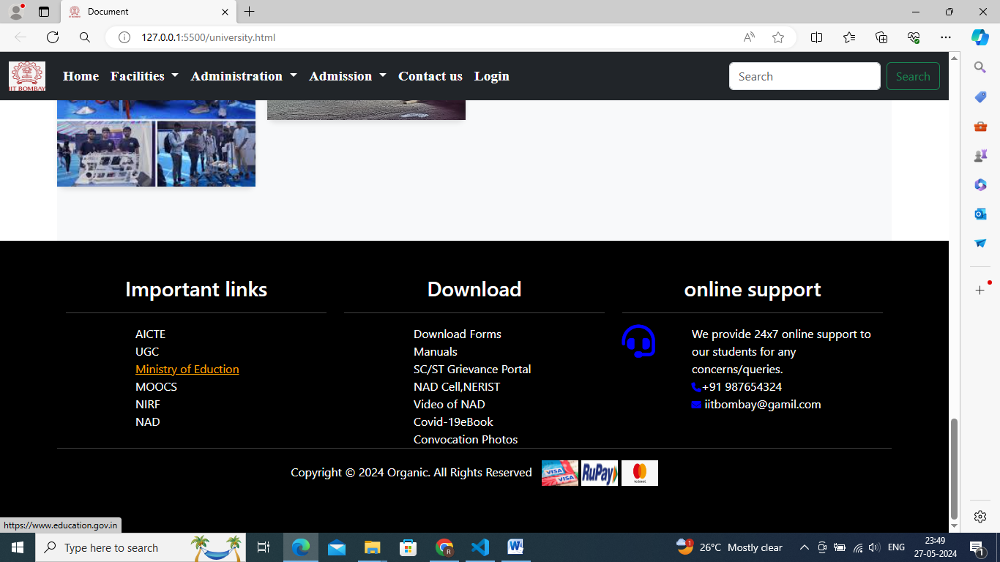 Document
127.0.0.1:5500/university.html
IIT BOMBAY
Home Facilities Administration Admission Contact us Login
Search Search
Important links
AICTE
UGC
Ministry of Eduction
MOOCS
NIRF
NAD
Download
Download Forms
Manuals
SC/ST Grievance Portal
NAD Cell,NERIST
Video of NAD
Covid-19eBook
Convocation Photos
online support
We provide 24x7 online support to
our students for any
concerns/queries.
+91 987654324
iitbombay@gamil.com
Copyright © 2024 Organic. All Rights Reserved
VISA
VISA
RuPay
https://www.education.gov.in
Type here to search
1
26°C Mostly clear
ENG
23:49
27-05-2024
1